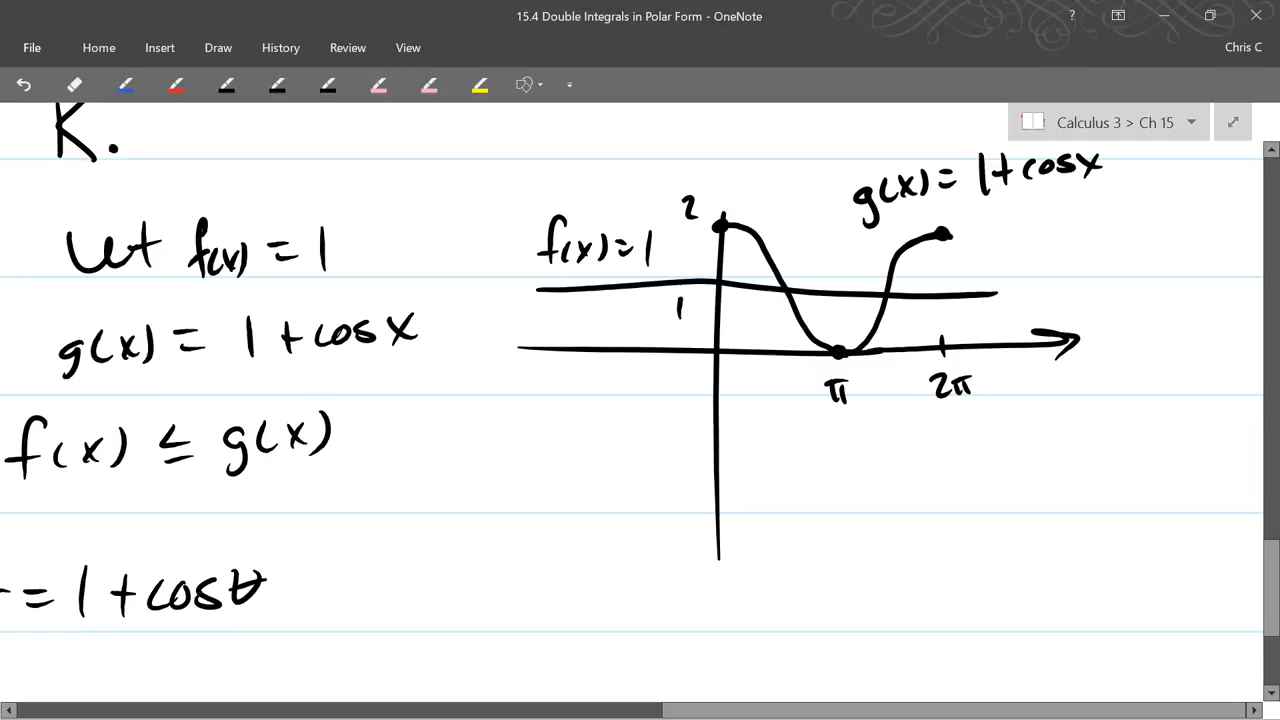 15.4 Double Integrals in Polar Form - OneNote
File Home Insert Draw History Review View Chris C
Calculus 3 > Ch 15
K.
Let f(x) = 1
g(x) = 1 + cos x
f(x) ≤ g(x)
= 1 + cos θ
g(x) = 1 + cos x
2
f(x) = 1
1
π 2π